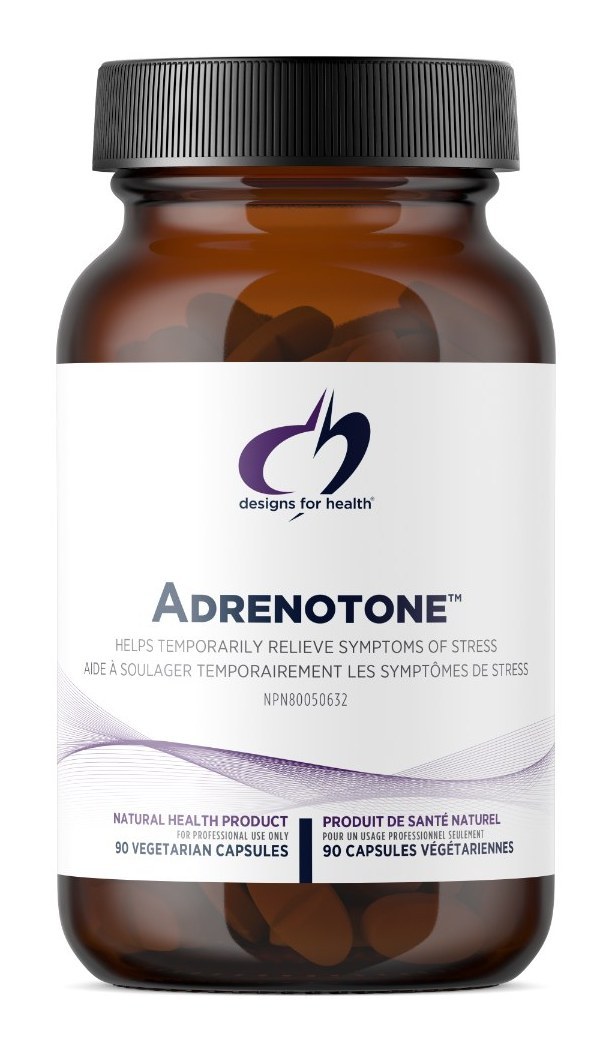 designs for health®
ADRENOTONE™
HELPS TEMPORARILY RELIEVE SYMPTOMS OF STRESS
AIDE À SOULAGER TEMPORAIREMENT LES SYMPTÔMES DE STRESS
NPN80050632
NATURAL HEALTH PRODUCT
FOR PROFESSIONAL USE ONLY
90 VEGETARIAN CAPSULES
PRODUIT DE SANTÉ NATUREL
POUR UN USAGE PROFESSIONNEL SEULEMENT
90 CAPSULES VÉGÉTARIENNES